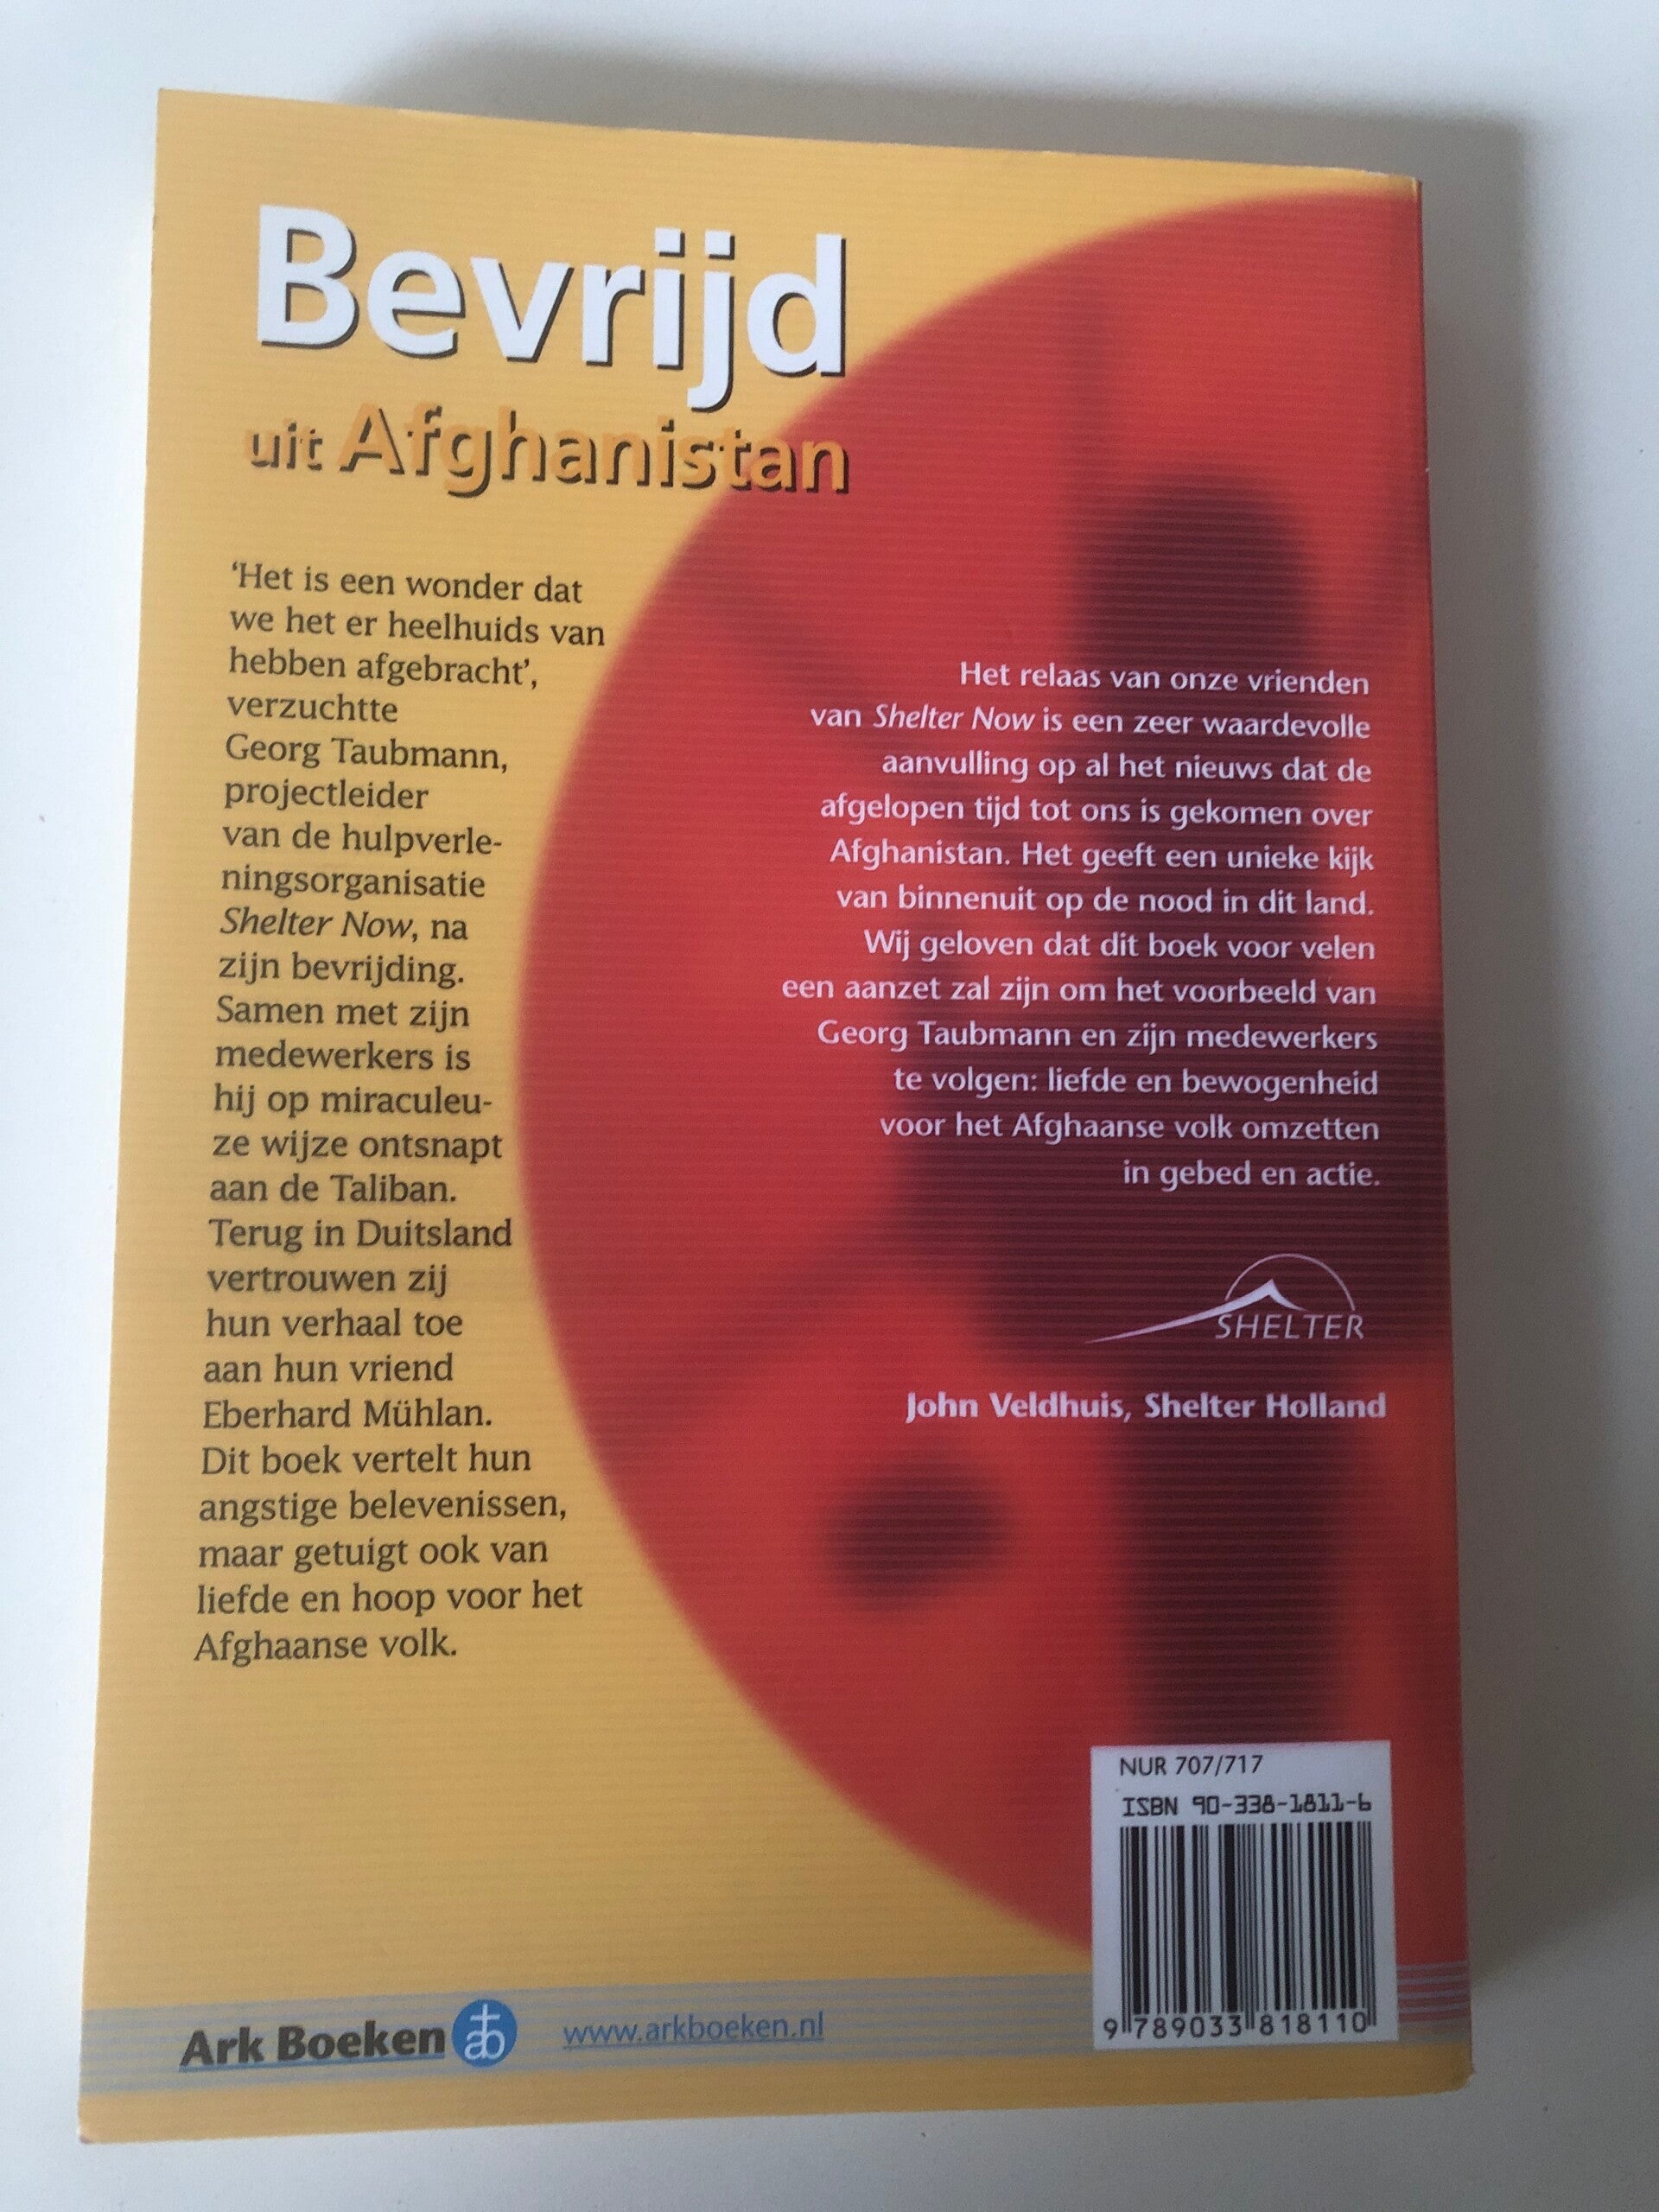 Bevrijd
uit Afghanistan
‘Het is een wonder dat
we het er heelhuids van
hebben afgebracht’,
verzuchtte
Georg Taubmann,
projectleider
van de hulpverle-
ningsorganisatie
Shelter Now, na
zijn bevrijding.
Samen met zijn
medewerkers is
hij op miraculeu-
ze wijze ontsnapt
aan de Taliban.
Terug in Duitsland
vertrouwen zij
hun verhaal toe
aan hun vriend
Eberhard Mühlan.
Dit boek vertelt hun
angstige belevenissen,
maar getuigt ook van
liefde en hoop voor het
Afghaanse volk.
Het relaas van onze vrienden
van Shelter Now is een zeer waardevolle
aanvulling op al het nieuws dat de
afgelopen tijd tot ons is gekomen over
Afghanistan. Het geeft een unieke kijk
van binnenuit op de nood in dit land.
Wij geloven dat dit boek voor velen
een aanzet zal zijn om het voorbeeld van
Georg Taubmann en zijn medewerkers
te volgen: liefde en bewogenheid
voor het Afghaanse volk omzetten
in gebed en actie.
SHELTER
John Veldhuis, Shelter Holland
NUR 707/717
ISBN 90-338-1811-6
9 789033 818110
Ark Boeken ab www.arkboeken.nl